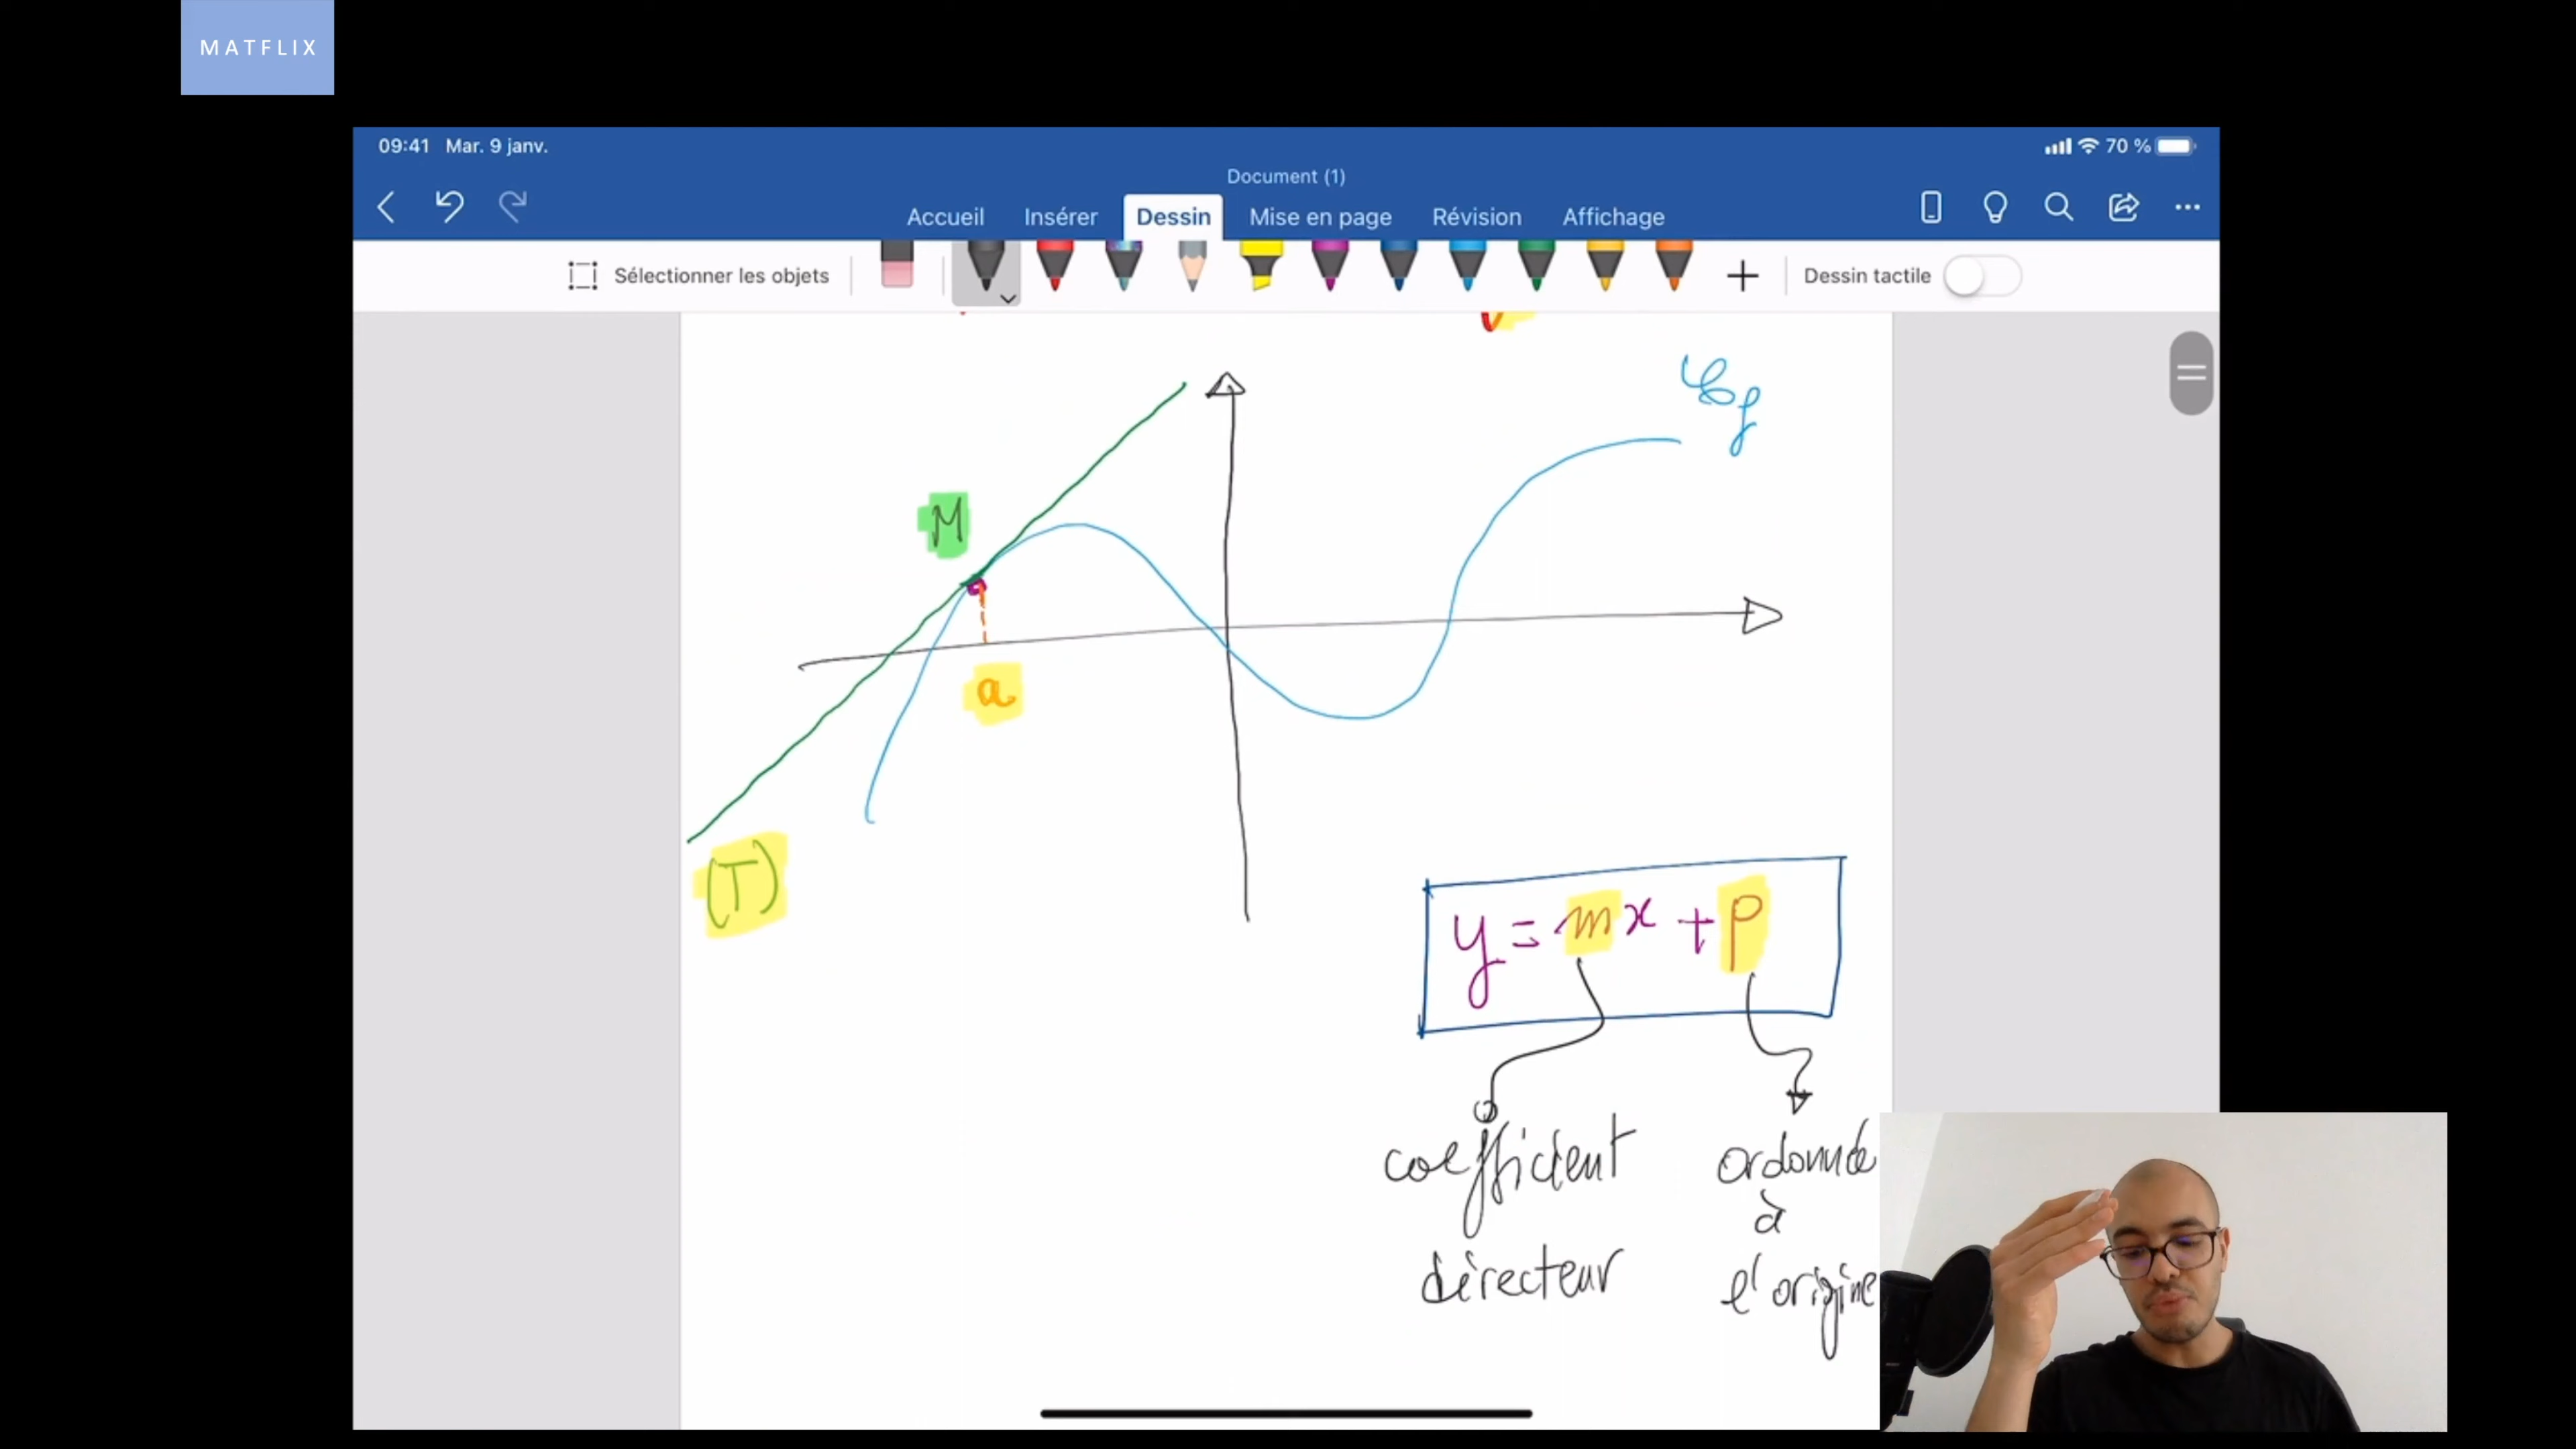 MATFLIX
09:41 Mar. 9 janv.
70 %
Document (1)
Accueil Insérer Dessin Mise en page Révision Affichage
Sélectionner les objets
Dessin tactile
𝒞f
M
a
(T)
y = mx + p
coefficient
directeur
ordonnée
à
l'origine